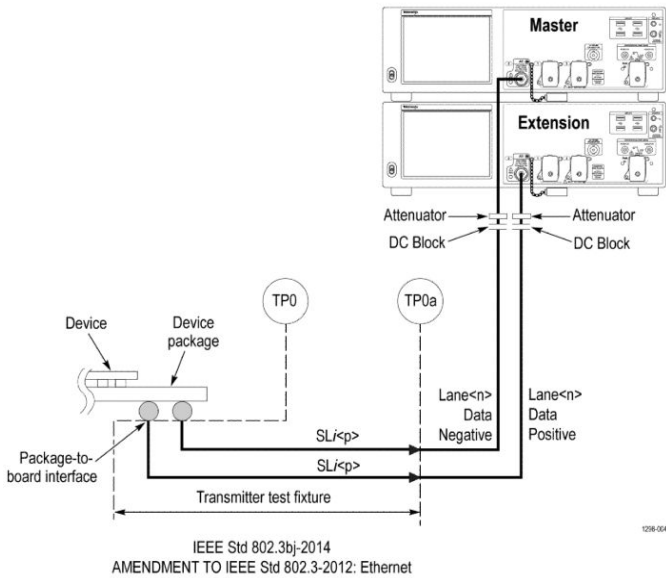 Master
Extension
Attenuator
Attenuator
DC Block
DC Block
TP0
TP0a
Device
Device
package
Lane<n>
Data
Negative
Lane<n>
Data
Positive
SLi<p>
SLi<p>
Package-to-
board interface
Transmitter test fixture
IEEE Std 802.3bj-2014
AMENDMENT TO IEEE Std 802.3-2012: Ethernet